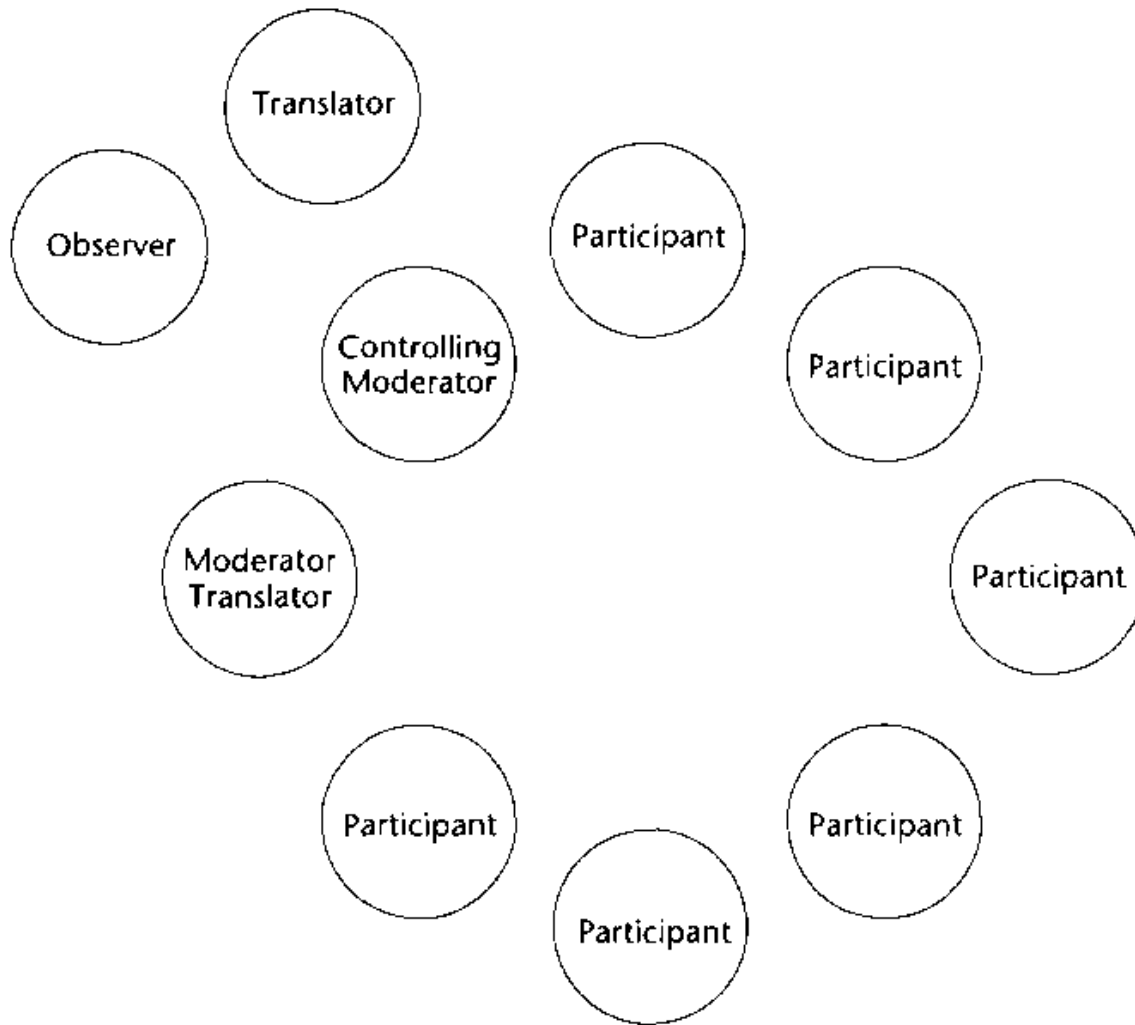 Translator
Observer
Participant
Controlling
Moderator
Participant
Moderator
Translator
Participant
Participant
Participant
Participant